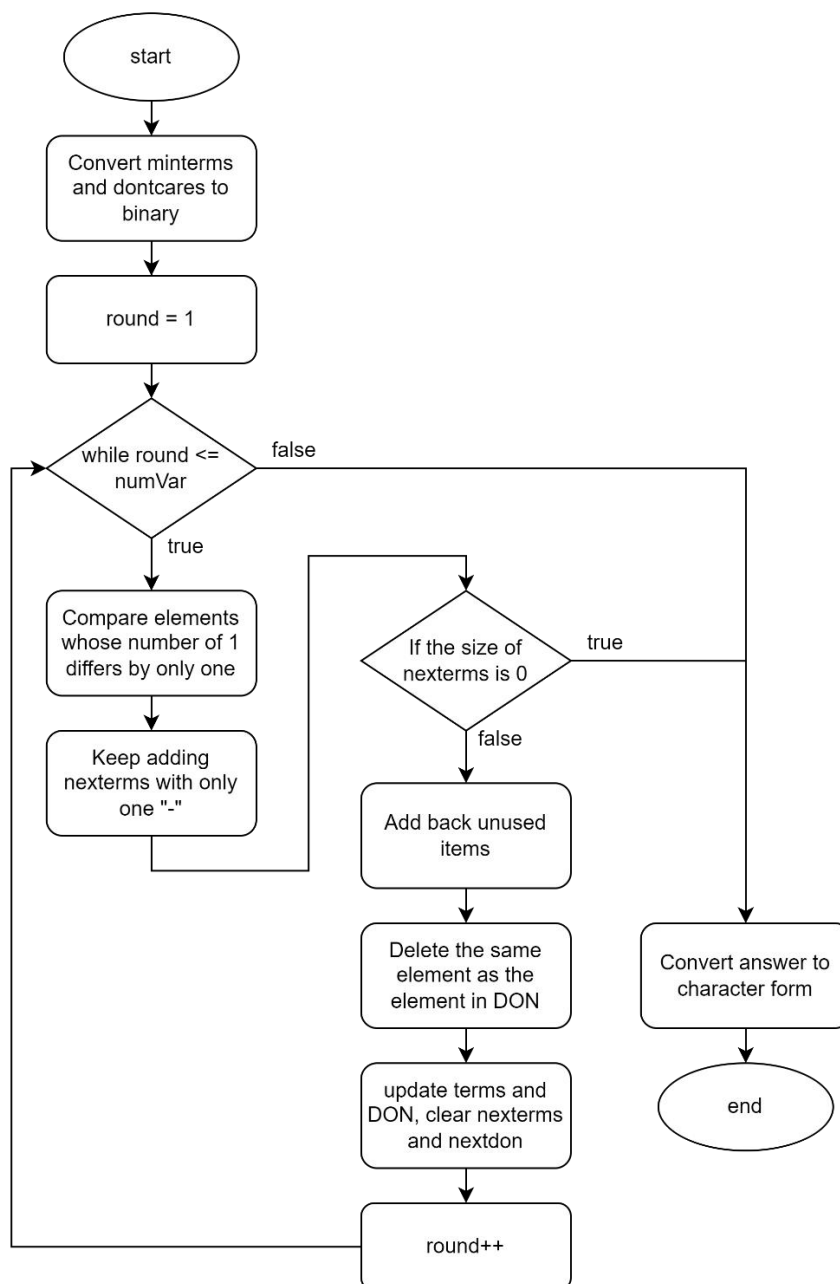 start
Convert minterms
and dontcares to
binary
round = 1
while round <=
numVar
false
true
Compare elements
whose number of 1
differs by only one
Keep adding
nexterms with only
one "-"
If the size of
nexterms is 0
true
false
Add back unused
items
Delete the same
element as the
element in DON
update terms and
DON, clear nexterms
and nextdon
round++
Convert answer to
character form
end